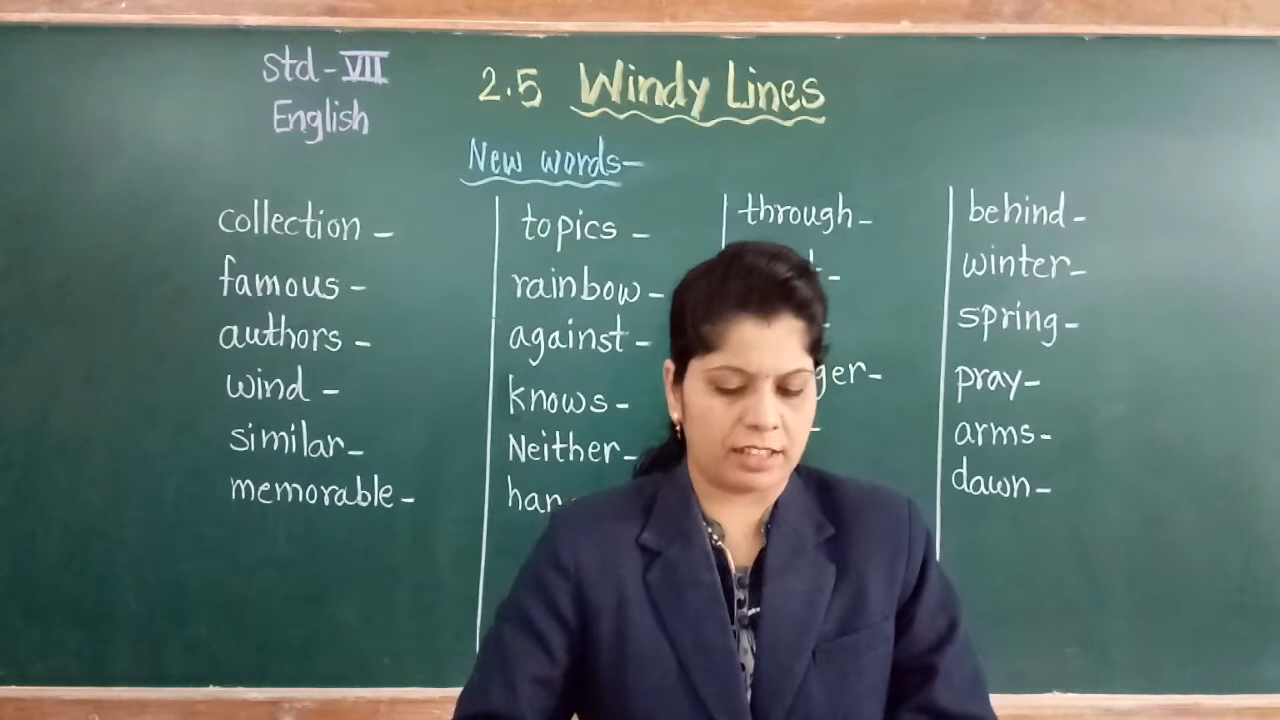 std-VII
English
2.5 Windy Lines
New words-
collection -
famous -
authors -
wind -
similar-
memorable-
topics -
rainbow-
against-
knows-
Neither-
through-
behind-
winter-
spring-
pray-
arms-
dawn-